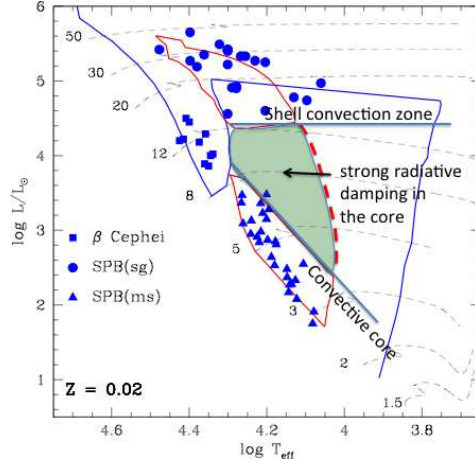 6
50
5
30
20
Shell convection zone
4
12
strong radiative
damping in
the core
8
log L/L⊙
3
5
β Cephei
SPB(sg)
SPB(ms)
Convective core
3
2
2
1
Z = 0.02
1.5
4.6
4.4
4.2
4
3.8
log Teff